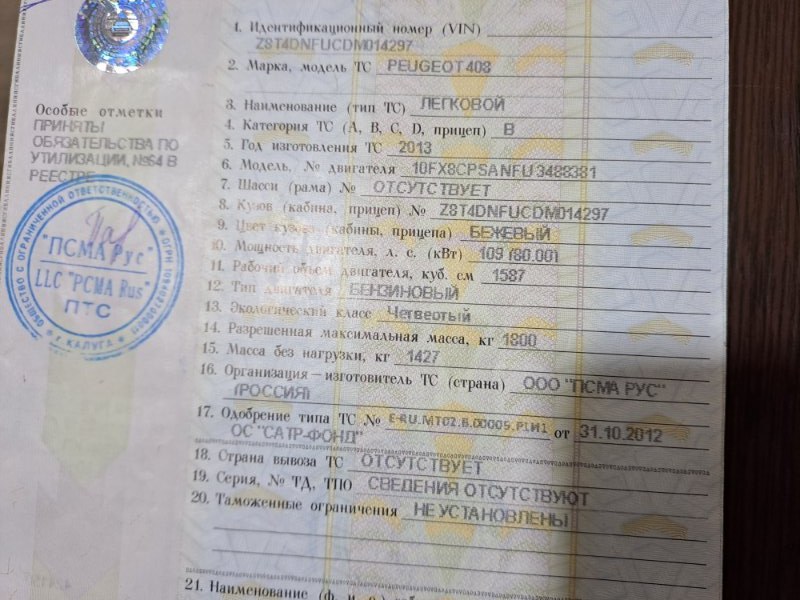 1. Идентификационный номер (VIN)
Z8T4DNFUCDM014297
2. Марка, модель ТС PEUGEOT 408
Особые отметки
ПРИНЯТЫ
ОБЯЗАТЕЛЬСТВА ПО
УТИЛИЗАЦИИ, №64 В
РЕЕСТРЕ
3. Наименование (тип ТС) ЛЕГКОВОЙ
4. Категория ТС (A, B, C, D, прицеп) B
5. Год изготовления ТС 2013
6. Модель, № двигателя 10FX8CPSANFU3488381
7. Шасси (рама) № ОТСУТСТВУЕТ
8. Кузов (кабина, прицеп) № Z8T4DNFUCDM014297
9. Цвет кузова (кабины, прицепа) БЕЖЕВЫЙ
10. Мощность двигателя, л. с. (кВт) 109 (80.00)
11. Рабочий объем двигателя, куб. см 1587
12. Тип двигателя БЕНЗИНОВЫЙ
13. Экологический класс Четвертый
14. Разрешенная максимальная масса, кг 1800
15. Масса без нагрузки, кг 1427
16. Организация – изготовитель ТС (страна) ООО "ПСМА РУС"
(РОССИЯ)
17. Одобрение типа ТС № E-RU.MT02.B.00005.P1И1
ОС "САТР-ФОНД" от 31.10.2012
18. Страна вывоза ТС ОТСУТСТВУЕТ
19. Серия, № ТД, ТПО СВЕДЕНИЯ ОТСУТСТВУЮТ
20. Таможенные ограничения НЕ УСТАНОВЛЕНЫ
21. Наименование (ф. и. о.)
ОБЩЕСТВО С ОГРАНИЧЕННОЙ ОТВЕТСТВЕННОСТЬЮ
"ПСМА Рус"
LLC "PCMA Rus"
ПТС
г. КАЛУГА